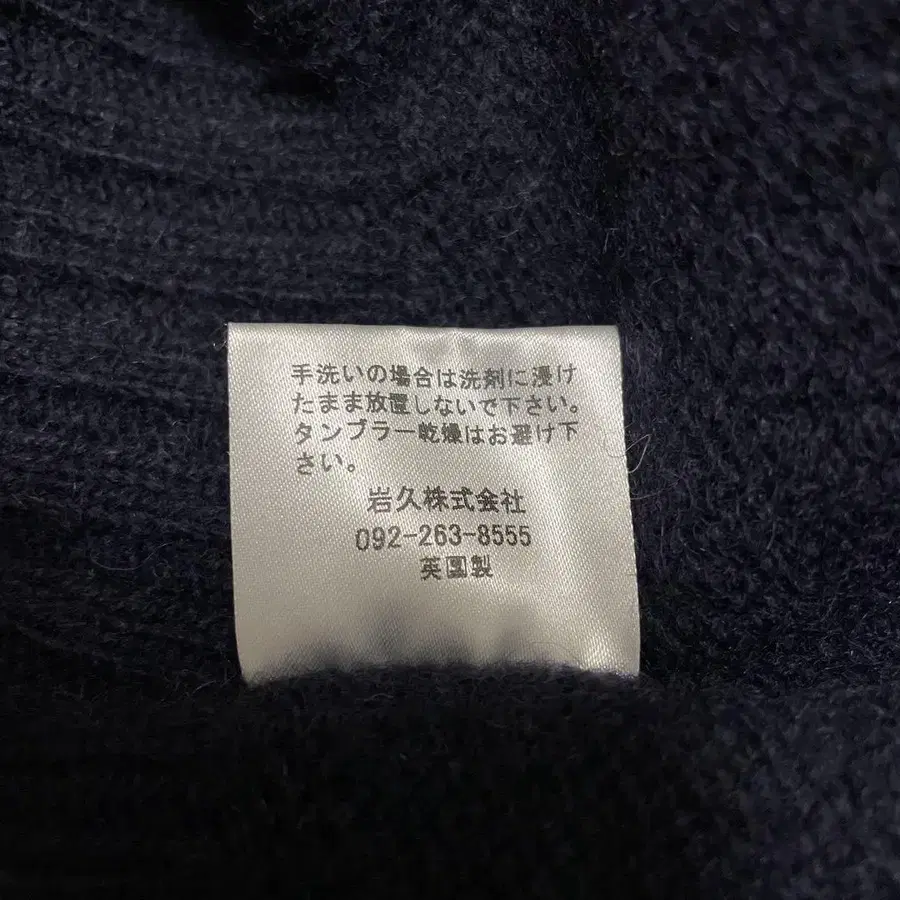 手洗いの場合は洗剤に浸け
たまま放置しないで下さい。
タンブラー乾燥はお避け下
さい。
岩久株式会社
092-263-8555
英国製